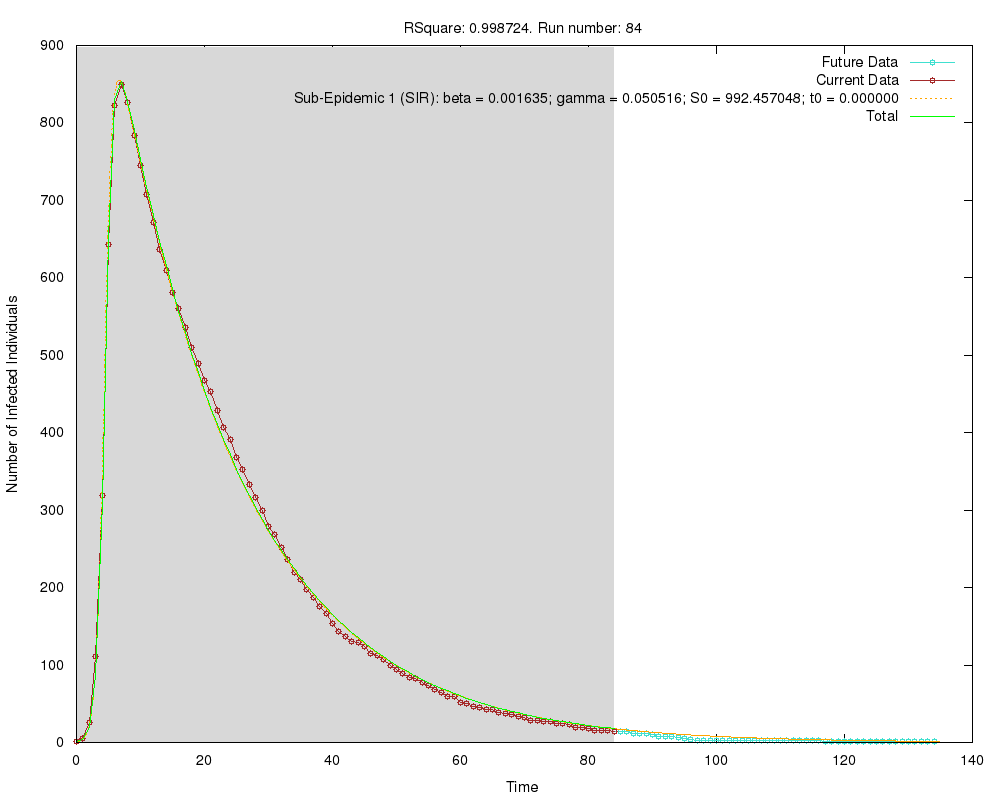 RSquare: 0.998724. Run number: 84
Future Data
Current Data
Sub-Epidemic 1 (SIR): beta = 0.001635; gamma = 0.050516; S0 = 992.457048; t0 = 0.000000
Total
900
800
700
600
500
400
300
200
100
0
Number of Infected Individuals
0 20 40 60 80 100 120 140
Time